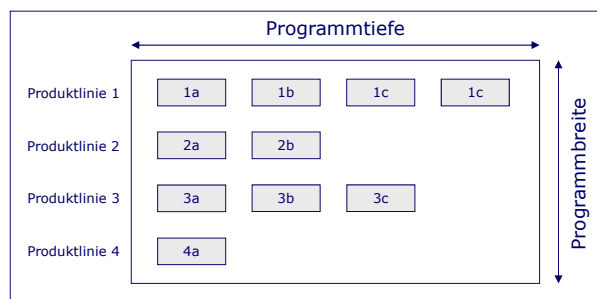 Programmtiefe
Produktlinie 1 1a 1b 1c 1c
Produktlinie 2 2a 2b
Produktlinie 3 3a 3b 3c
Produktlinie 4 4a
Programmbreite